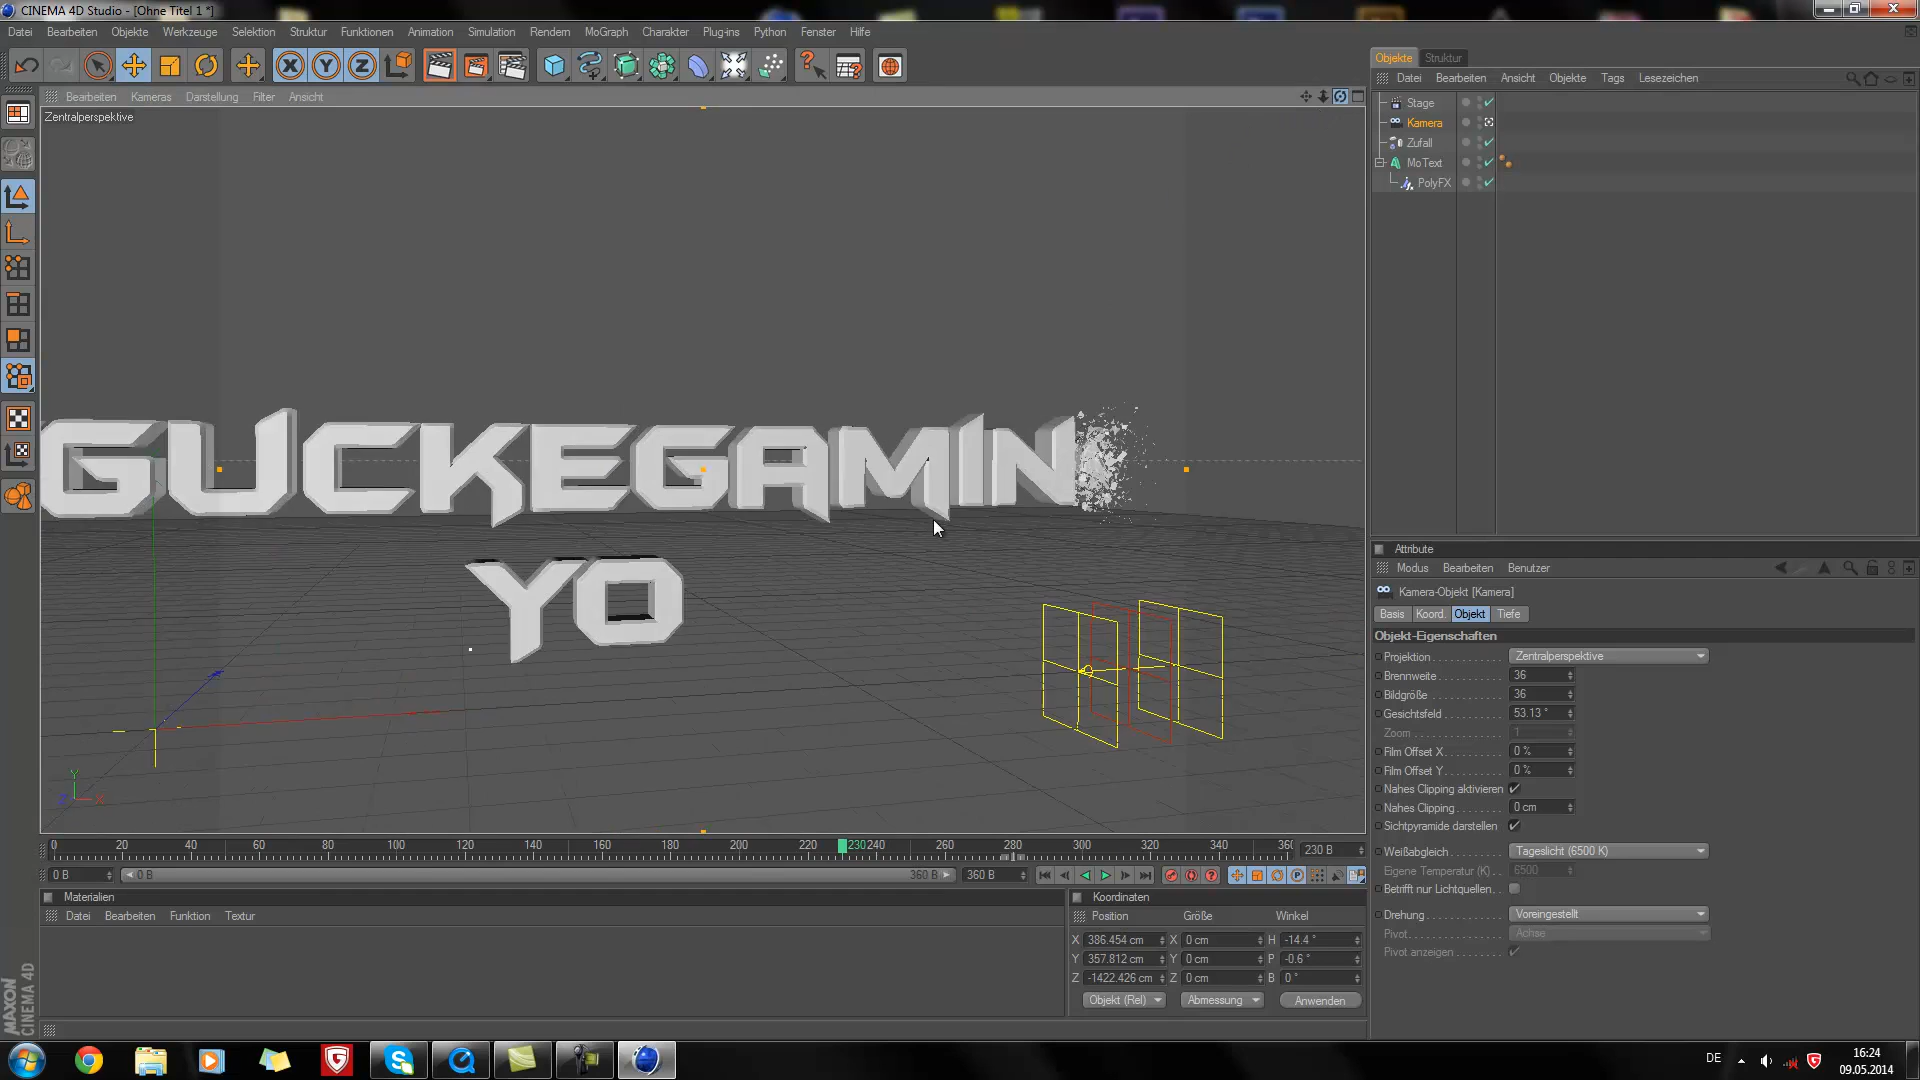 CINEMA 4D Studio - [Ohne Titel 1 *]
Datei Bearbeiten Objekte Werkzeuge Selektion Struktur Funktionen Animation Simulation Rendern MoGraph Charakter Plug-ins Python Fenster Hilfe
X Y Z
Bearbeiten Kameras Darstellung Filter Ansicht
Zentralperspektive
GUCKEGAMIN
YO
Y
Z X
0 20 40 60 80 100 120 140 160 180 200 220 230 240 260 280 300 320 340 360
230 B
0 B 0 B 360 B 360 B
Materialien
Datei Bearbeiten Funktion Textur
Koordinaten
Position Größe Winkel
X 386.454 cm X 0 cm H -14.4 °
Y 357.812 cm Y 0 cm P -0.6 °
Z -1422.426 cm Z 0 cm B 0 °
Objekt (Rel) Abmessung Anwenden
Objekte Struktur
Datei Bearbeiten Ansicht Objekte Tags Lesezeichen
Stage
Kamera
Zufall
MoText
PolyFX
Attribute
Modus Bearbeiten Benutzer
Kamera-Objekt [Kamera]
Basis Koord. Objekt Tiefe
Objekt-Eigenschaften
Projektion Zentralperspektive
Brennweite 36
Bildgröße 36
Gesichtsfeld 53.13 °
Zoom 1
Film Offset X 0 %
Film Offset Y 0 %
Nahes Clipping aktivieren
Nahes Clipping 0 cm
Sichtpyramide darstellen
Weißabgleich Tageslicht (6500 K)
Eigene Temperatur (K) 6500
Betrifft nur Lichtquellen
Drehung Voreingestellt
Pivot Achse
Pivot anzeigen
MAXON
CINEMA 4D
DE
16:24
09.05.2014